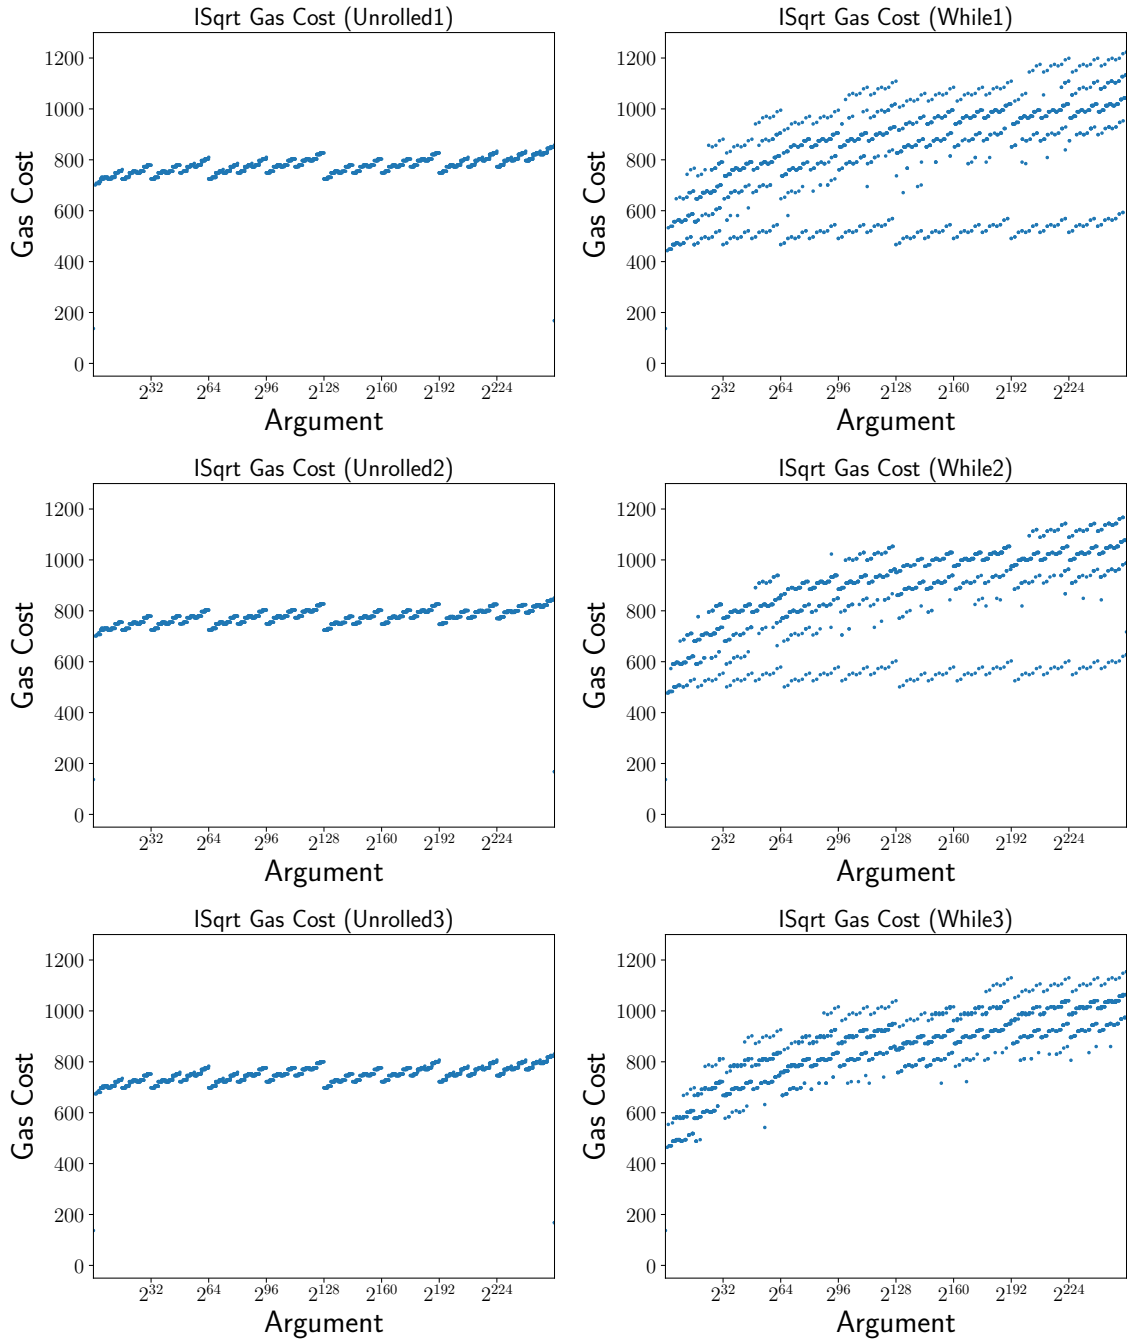 ISqrt Gas Cost (Unrolled1)
Gas Cost
1200
1000
800
600
400
200
0
2^32 2^64 2^96 2^128 2^160 2^192 2^224
Argument
ISqrt Gas Cost (While1)
Gas Cost
1200
1000
800
600
400
200
0
2^32 2^64 2^96 2^128 2^160 2^192 2^224
Argument
ISqrt Gas Cost (Unrolled2)
Gas Cost
1200
1000
800
600
400
200
0
2^32 2^64 2^96 2^128 2^160 2^192 2^224
Argument
ISqrt Gas Cost (While2)
Gas Cost
1200
1000
800
600
400
200
0
2^32 2^64 2^96 2^128 2^160 2^192 2^224
Argument
ISqrt Gas Cost (Unrolled3)
Gas Cost
1200
1000
800
600
400
200
0
2^32 2^64 2^96 2^128 2^160 2^192 2^224
Argument
ISqrt Gas Cost (While3)
Gas Cost
1200
1000
800
600
400
200
0
2^32 2^64 2^96 2^128 2^160 2^192 2^224
Argument